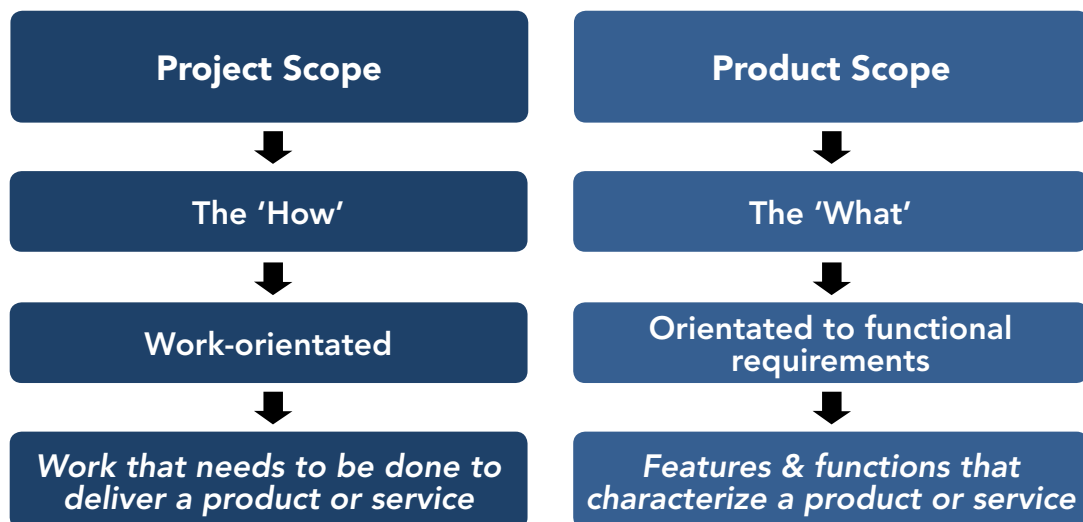 Project Scope
The ‘How’
Work-orientated
Work that needs to be done to
deliver a product or service
Product Scope
The ‘What’
Orientated to functional
requirements
Features & functions that
characterize a product or service